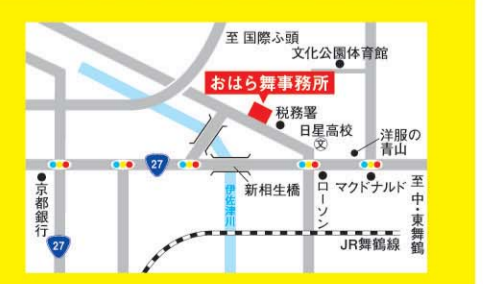 至 国際ふ頭
文化公園体育館
おはら舞事務所
税務署
日星高校
文
洋服の
青山
27
新相生橋
伊佐津川
京都銀行
ローソン
マクドナルド
至 中・東舞鶴
27
JR舞鶴線